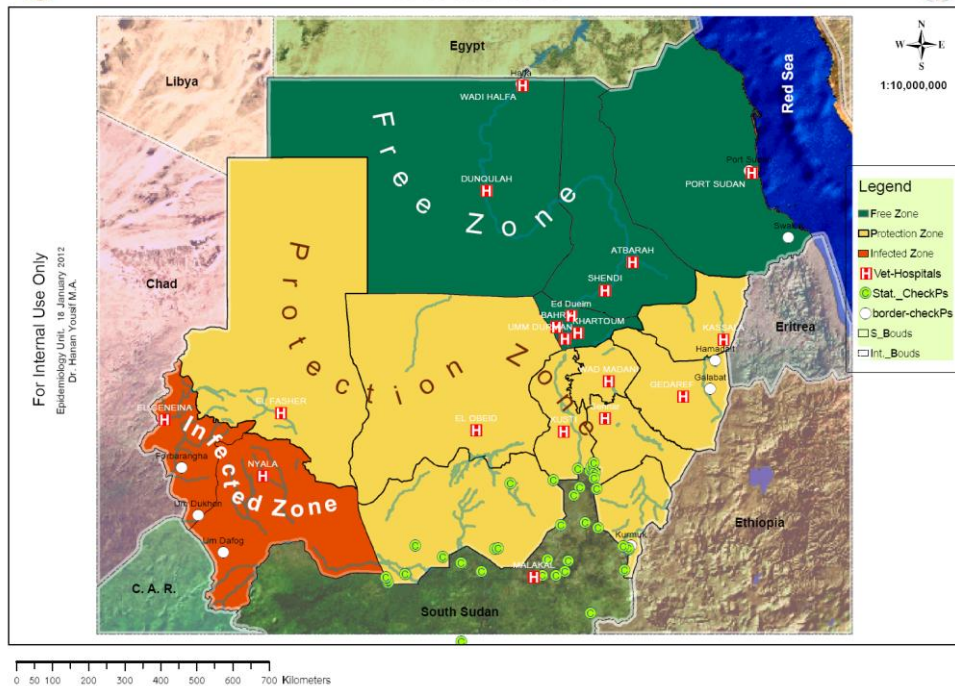 Egypt
N
W E
S
1:10,000,000
Libya
Red Sea
Halfa
WADI HALFA
Free Zone
DUNQULAH
Port Sudan
PORT SUDAN
Legend
Free Zone
Protection Zone
Infected Zone
H Vet-Hospitals
C Stat._CheckPs
border-checkPs
S_Bouds
Int._Bouds
For Internal Use Only
Epidemiology Unit, 18 January 2012
Dr. Hanan Yousif M.A.
Chad
Protection Zone
ATBARAH
SHENDI
Ed Dueim
BAHRI
KHARTOUM
KASSALA
Eritrea
Hamadait
WAD MADANI
GEDAREF
Galabat
EL GENEINA
EL FASHER
EL OBEID
KUSTI
Infected Zone
Forbarangha
NYALA
Um Dukhon
Um Dafog
Ethiopia
Kurmuk
MALAKAL
C. A. R.
South Sudan
0 50 100 200 300 400 500 600 700 Kilometers